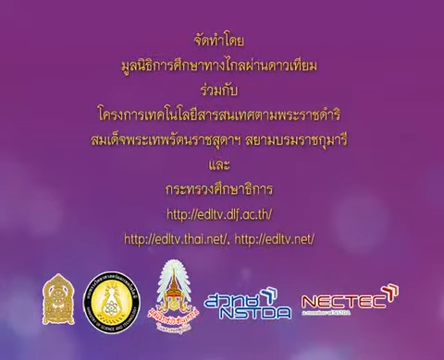 จัดทำโดย
มูลนิธิการศึกษาทางไกลผ่านดาวเทียม
ร่วมกับ
โครงการเทคโนโลยีสารสนเทศตามพระราชดำริ
สมเด็จพระเทพรัตนราชสุดาฯ สยามบรมราชกุมารี
และ
กระทรวงศึกษาธิการ
http://edltv.dlf.ac.th/
http://edltv.thai.net/, http://edltv.net/
สวทช NSTDA
NECTEC
a member of NSTDA